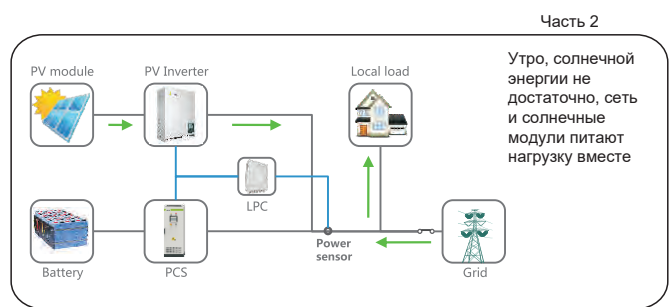 Часть 2
PV module
PV Inverter
Local load
Утро, солнечной
энергии не
достаточно, сеть
и солнечные
модули питают
нагрузку вместе
LPC
Power
sensor
Battery
PCS
Grid